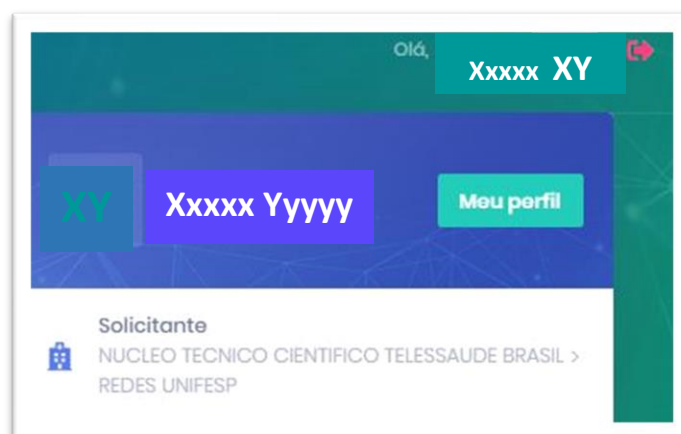 Olá, Xxxxx XY
XY Xxxxx Yyyyy Meu perfil
Solicitante
NUCLEO TECNICO CIENTIFICO TELESSAUDE BRASIL >
REDES UNIFESP